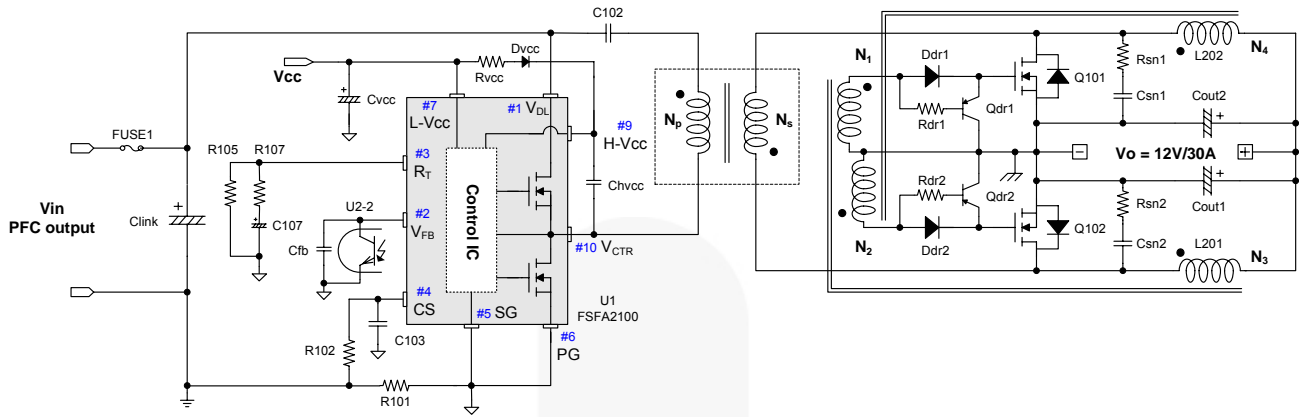 C102
Dvcc
Rvcc
Vcc
Cvcc
#7
L-Vcc
#1 VDL
#9
H-Vcc
FUSE1
R105
R107
#3
RT
C107
U2-2
#2
VFB
Cfb
Control IC
Chvcc
#10 VCTR
Vin
PFC output
Clink
#4
CS
#5 SG
U1
FSFA2100
#6
PG
R102
C103
R101
Np
Ns
N1
N2
Ddr1
Rdr1
Qdr1
Rdr2
Qdr2
Ddr2
Q101
Q102
Rsn1
Csn1
L202
N4
Cout2
+
-
Vo = 12V/30A
+
Rsn2
Csn2
Cout1
+
L201
N3
+
+
+